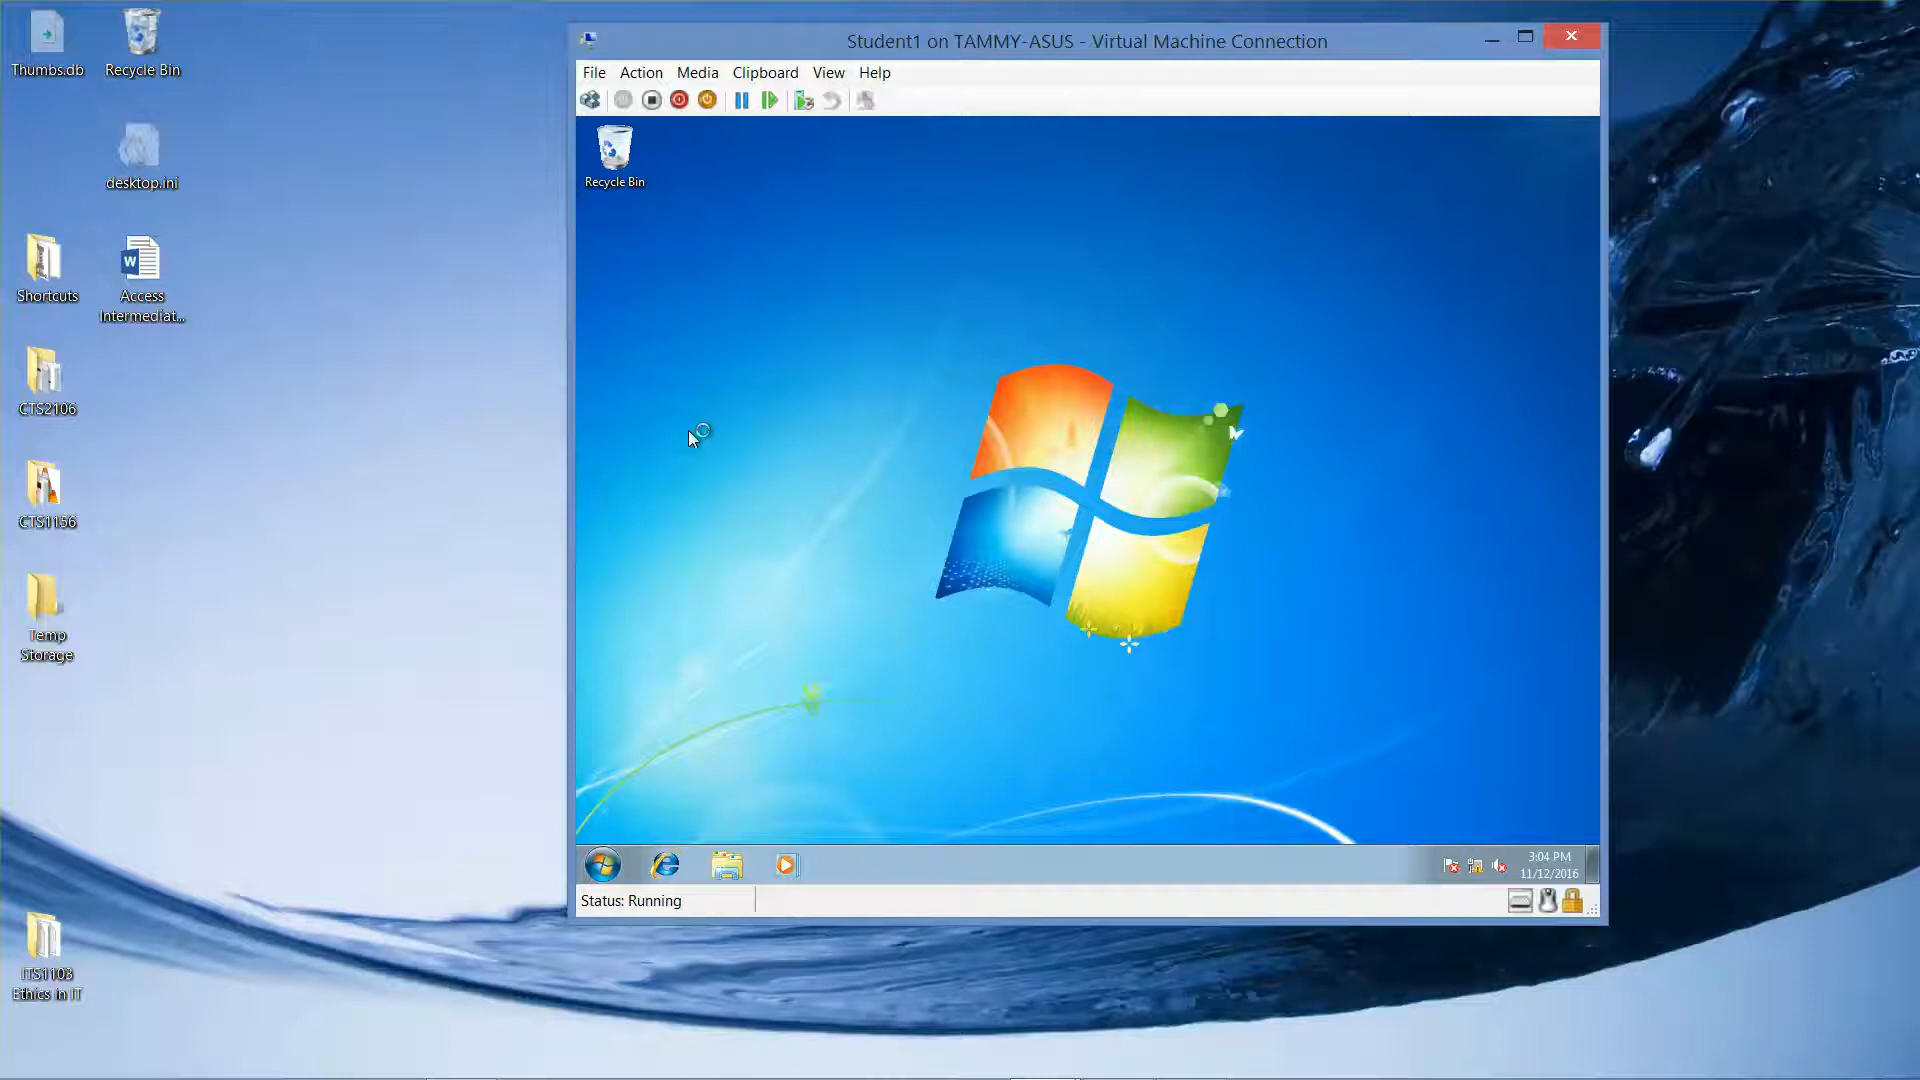 Thumbs.db
Recycle Bin
desktop.ini
Shortcuts
Access
Intermediat...
CTS2106
CTS1156
Temp
Storage
ITS1103
Ethics in IT
Student1 on TAMMY-ASUS - Virtual Machine Connection
File Action Media Clipboard View Help
Recycle Bin
3:04 PM
11/12/2016
Status: Running